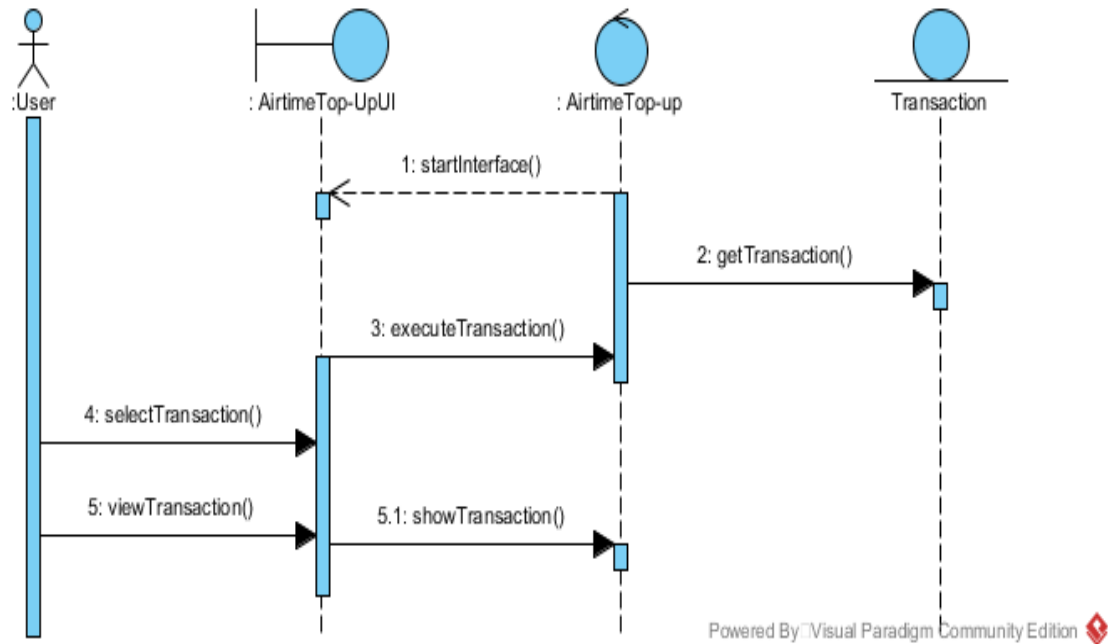 :User
: AirtimeTop-UpUI
: AirtimeTop-up
Transaction
1: startInterface()
2: getTransaction()
3: executeTransaction()
4: selectTransaction()
5: viewTransaction()
5.1: showTransaction()
Powered By Visual Paradigm Community Edition